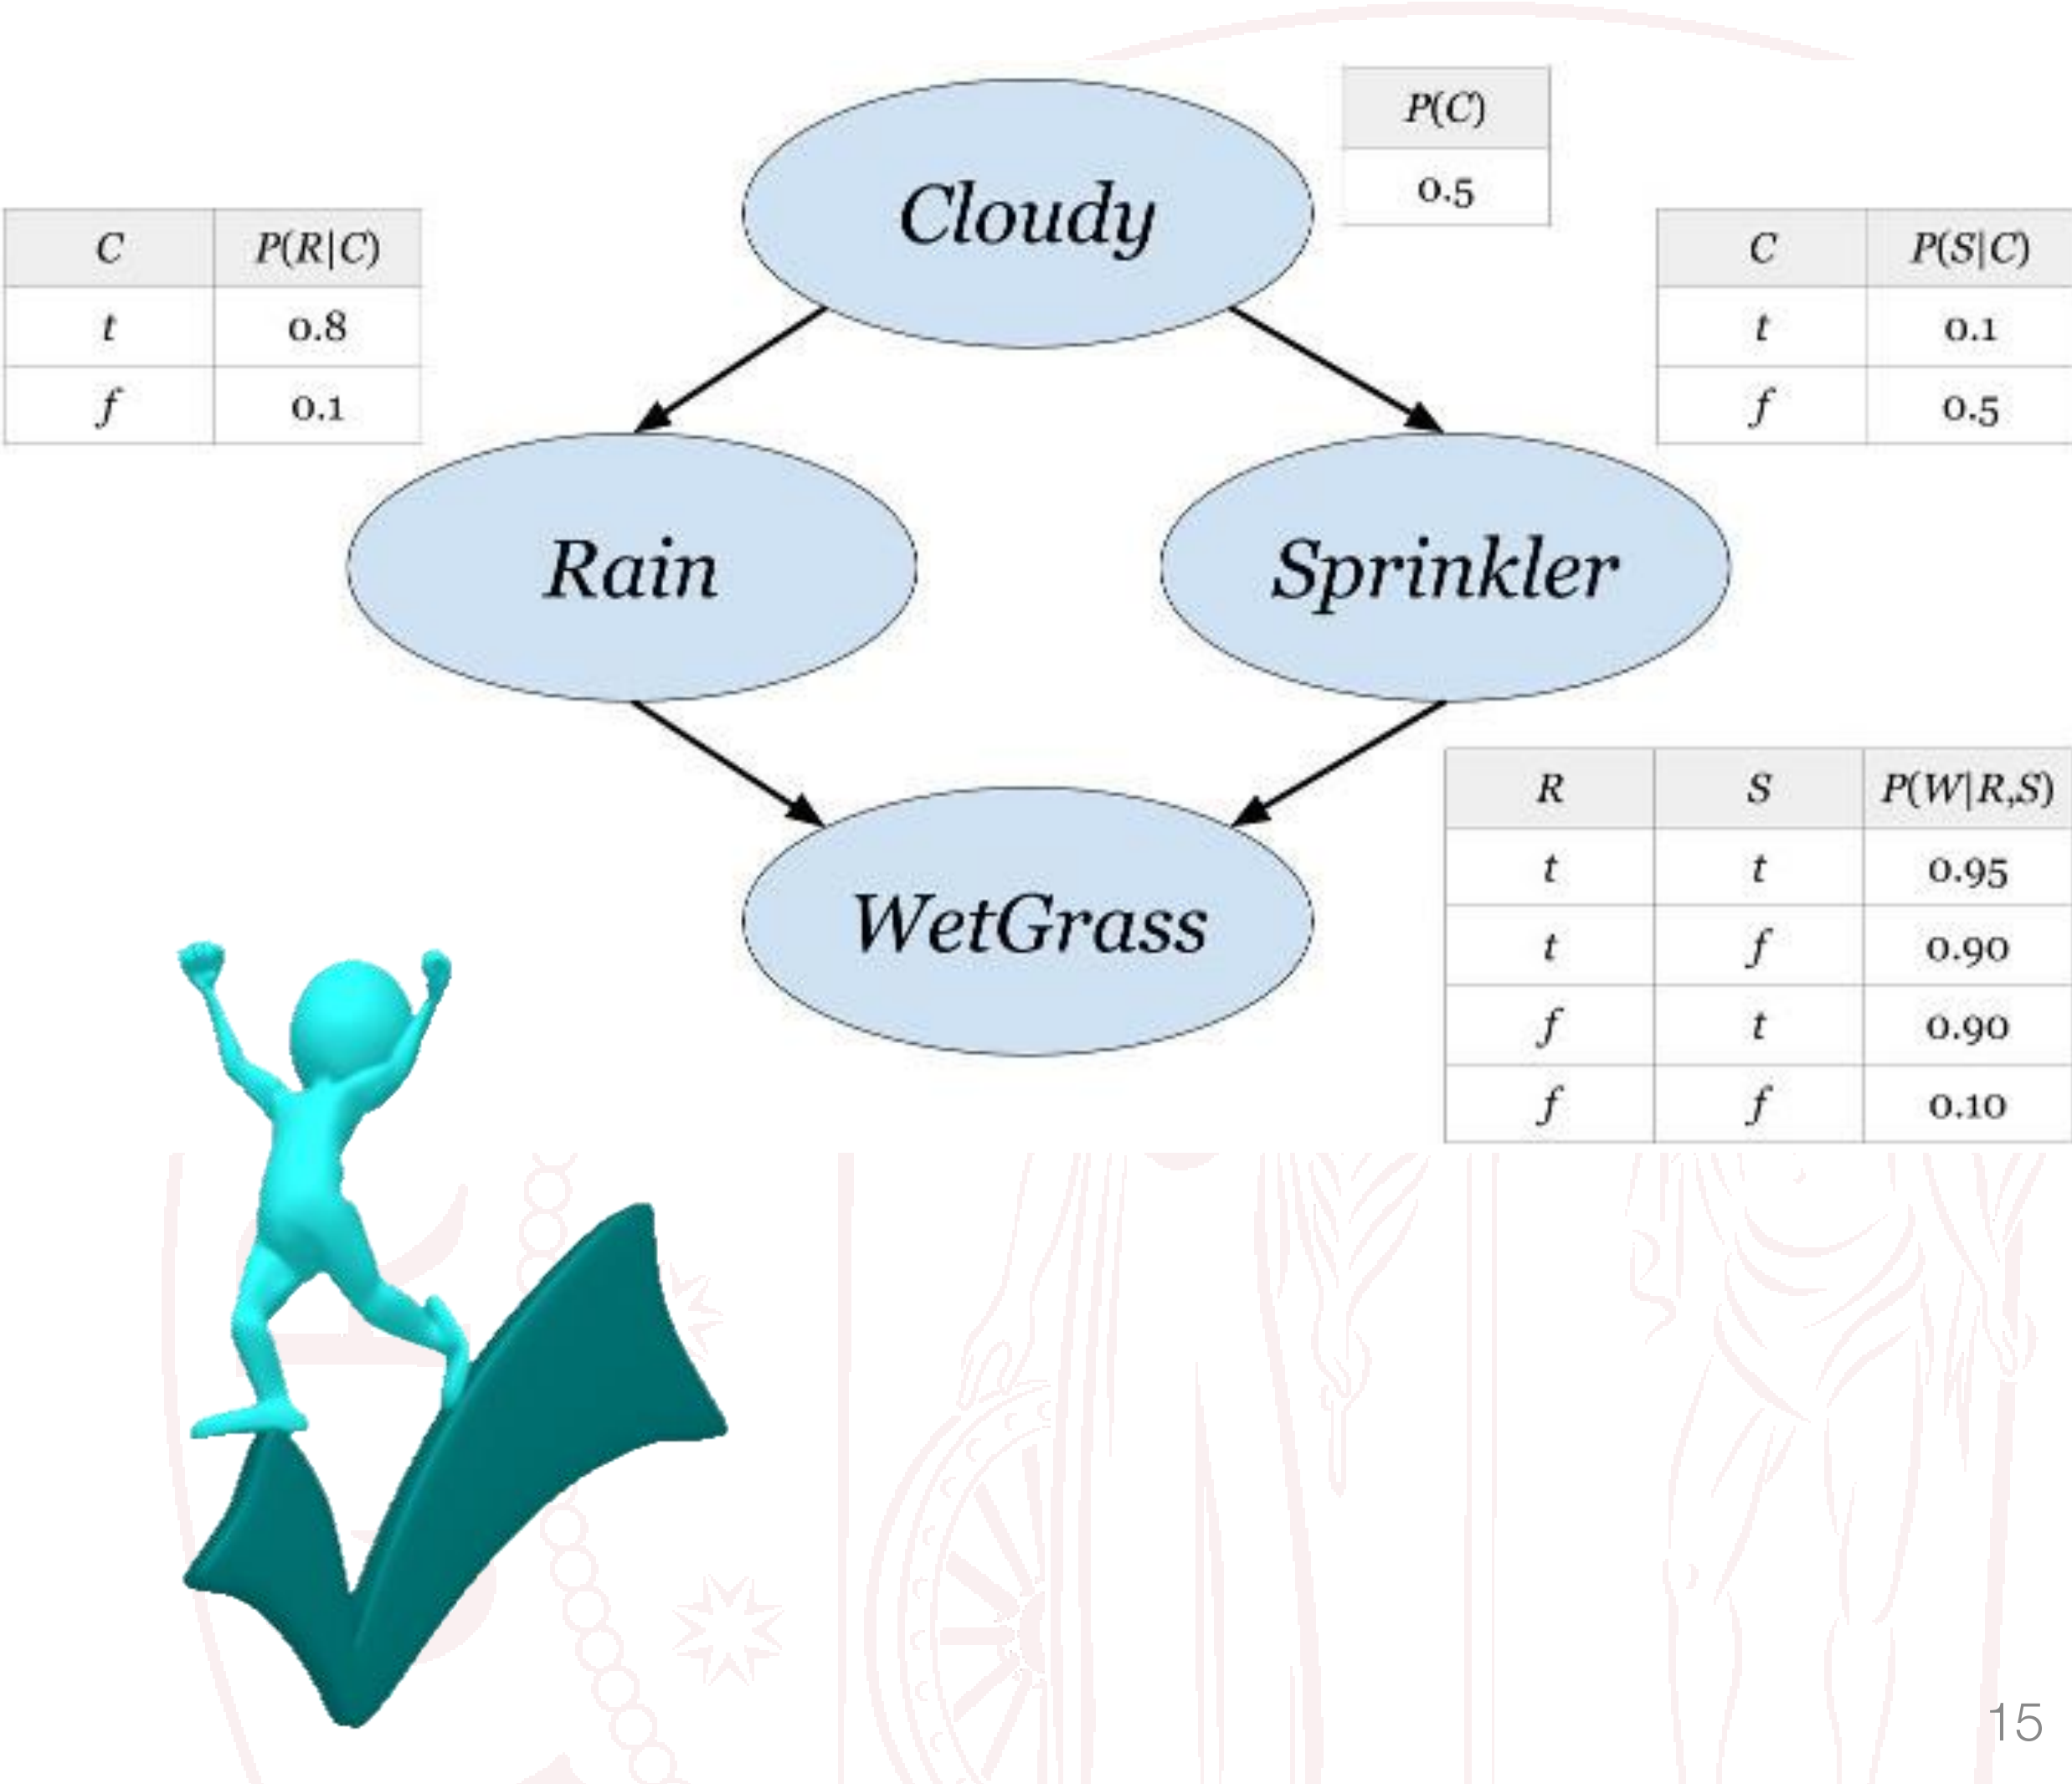 Cloudy
P(C)
0.5
C P(R|C)
t 0.8
f 0.1
C P(S|C)
t 0.1
f 0.5
Rain
Sprinkler
WetGrass
R S P(W|R,S)
t t 0.95
t f 0.90
f t 0.90
f f 0.10
15